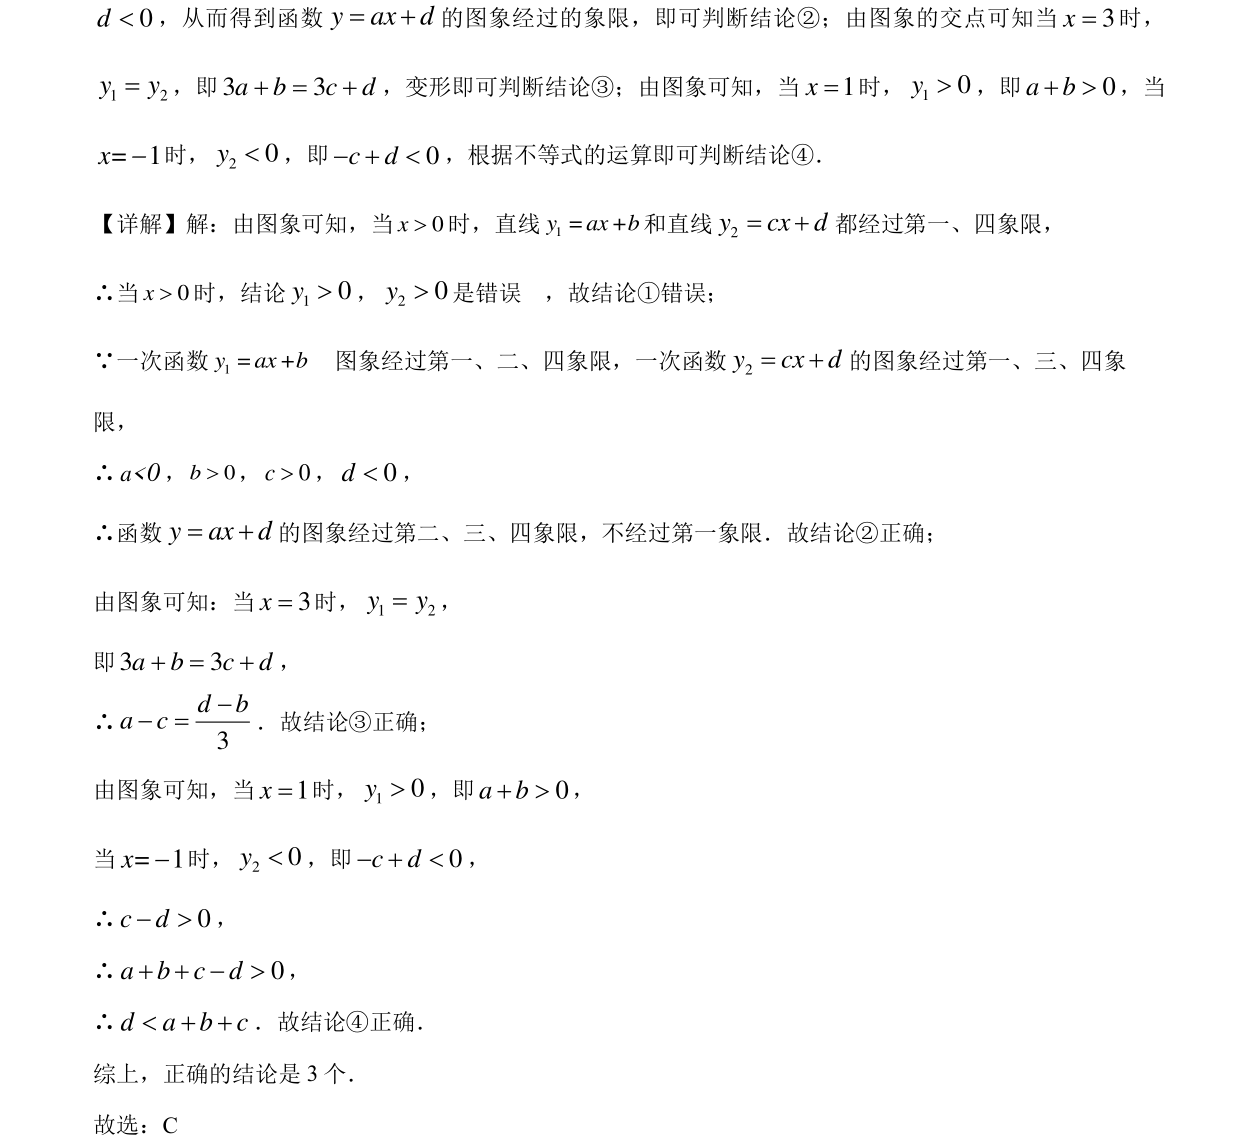 d<0，从而得到函数 y=ax+d 的图象经过的象限，即可判断结论②；由图象的交点可知当 x=3时，
y₁=y₂，即3a+b=3c+d，变形即可判断结论③；由图象可知，当 x=1时，y₁>0，即a+b>0，当
x=−1时，y₂<0，即−c+d<0，根据不等式的运算即可判断结论④．
【详解】解：由图象可知，当x>0时，直线 y₁=ax+b和直线 y₂=cx+d 都经过第一、四象限，
∴当x>0时，结论 y₁>0，y₂>0是错误 ，故结论①错误；
∵一次函数 y₁=ax+b 图象经过第一、二、四象限，一次函数 y₂=cx+d 的图象经过第一、三、四象
限，
∴a<0，b>0，c>0，d<0，
∴函数 y=ax+d 的图象经过第二、三、四象限，不经过第一象限．故结论②正确；
由图象可知：当x=3时，y₁=y₂，
即3a+b=3c+d，
∴a−c=\frac{d−b}{3}．故结论③正确；
由图象可知，当x=1时，y₁>0，即a+b>0，
当x=−1时，y₂<0，即−c+d<0，
∴c−d>0，
∴a+b+c−d>0，
∴d<a+b+c．故结论④正确．
综上，正确的结论是 3 个．
故选：C